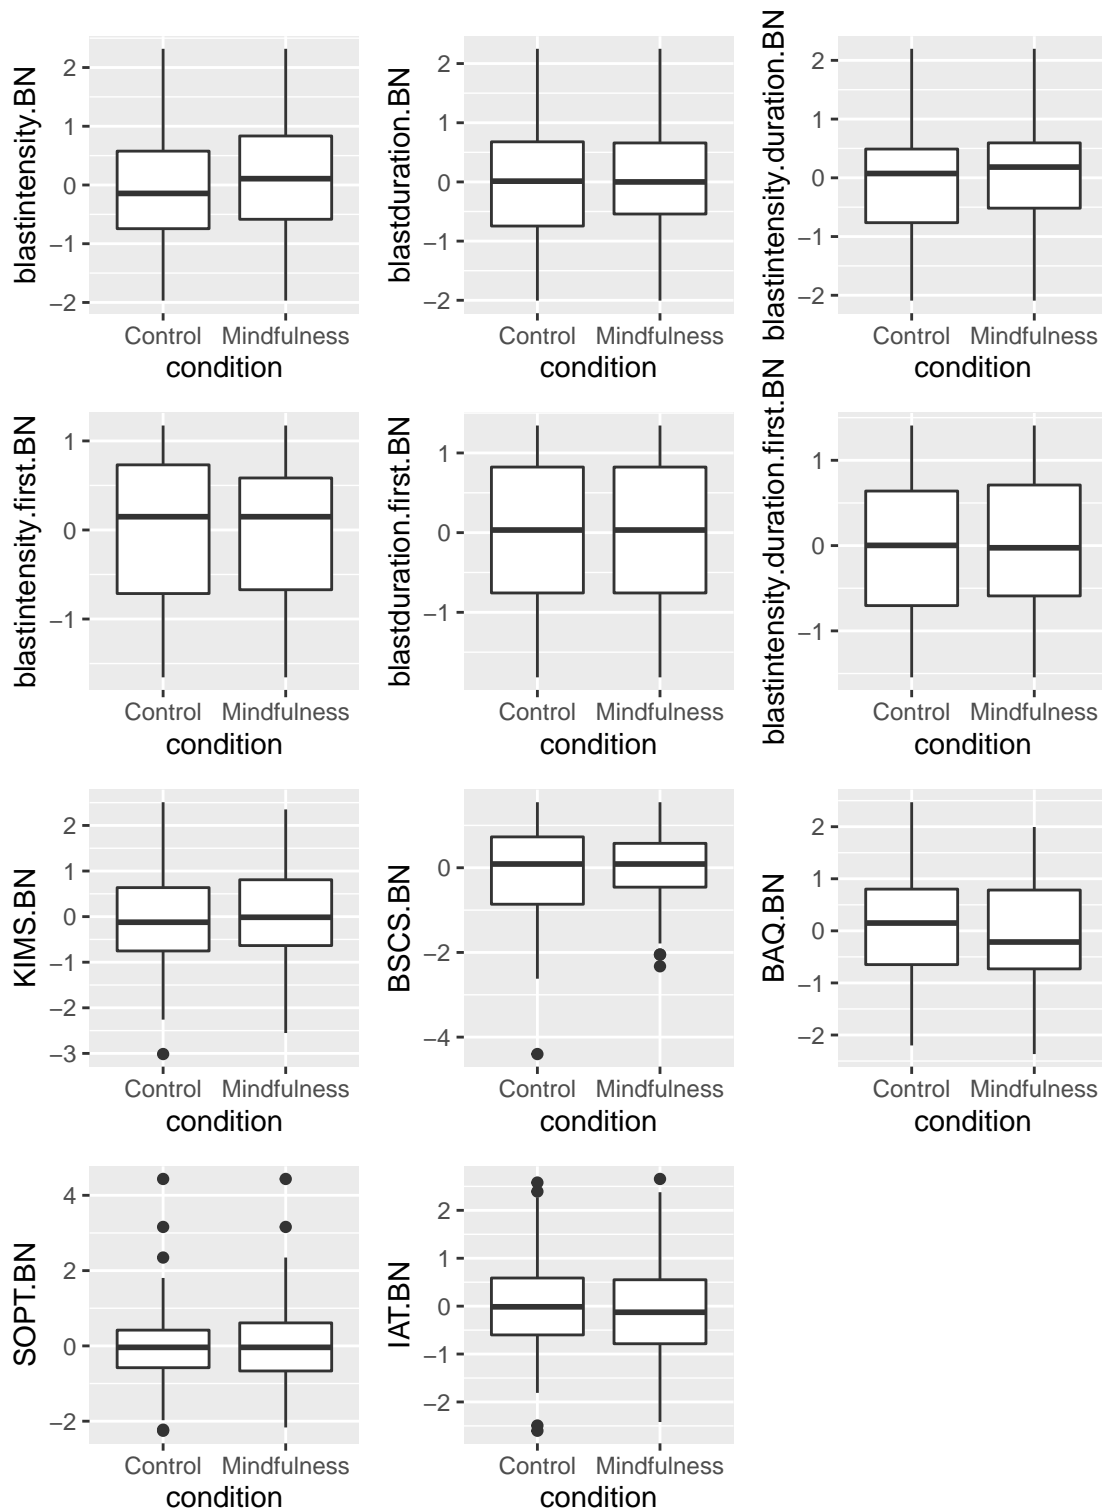 blastintensity.BN
2
1
0
−1
−2
Control Mindfulness
condition
blastduration.BN
2
1
0
−1
−2
Control Mindfulness
condition
blastintensity.duration.BN
2
1
0
−1
−2
Control Mindfulness
condition
blastintensity.first.BN
1
0
−1
Control Mindfulness
condition
blastduration.first.BN
1
0
−1
Control Mindfulness
condition
blastintensity.duration.first.BN
1
0
−1
Control Mindfulness
condition
KIMS.BN
2
1
0
−1
−2
−3
Control Mindfulness
condition
BSCS.BN
0
−2
−4
Control Mindfulness
condition
BAQ.BN
2
1
0
−1
−2
Control Mindfulness
condition
SOPT.BN
4
2
0
−2
Control Mindfulness
condition
IAT.BN
2
1
0
−1
−2
Control Mindfulness
condition